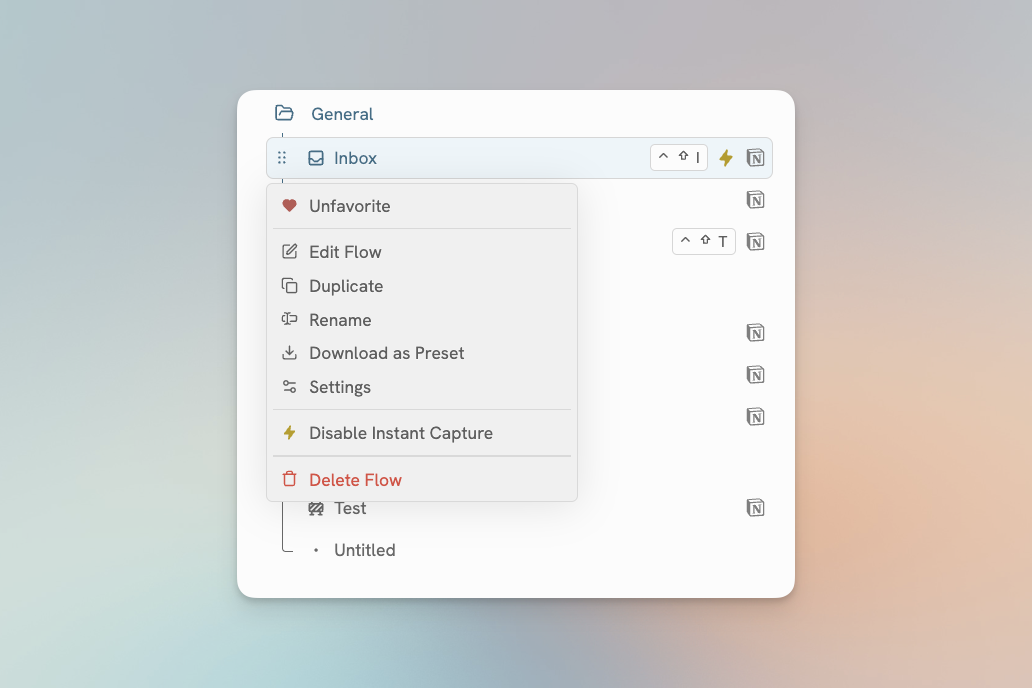 General
Inbox
^ ⇧ I
N
Unfavorite
N
Edit Flow
^ ⇧ T
N
Duplicate
Rename
N
Download as Preset
Settings
N
N
Disable Instant Capture
Delete Flow
Test
N
Untitled